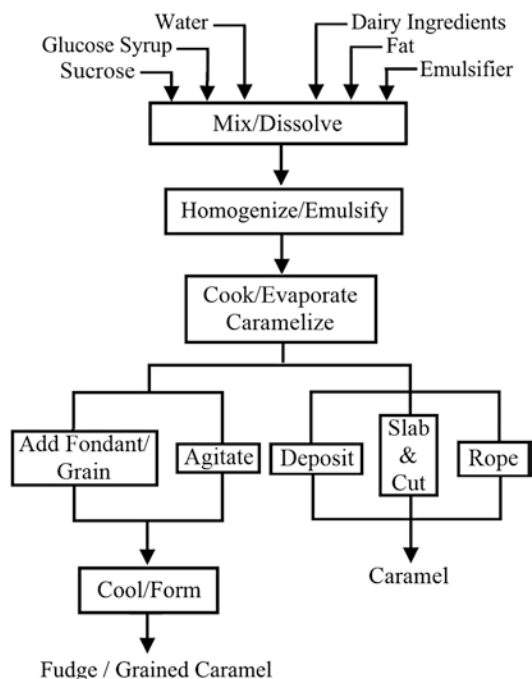 Water
Dairy Ingredients
Glucose Syrup
Fat
Sucrose
Emulsifier
Mix/Dissolve
Homogenize/Emulsify
Cook/Evaporate
Caramelize
Add Fondant/
Grain
Agitate
Deposit
Slab
&
Cut
Rope
Caramel
Cool/Form
Fudge / Grained Caramel